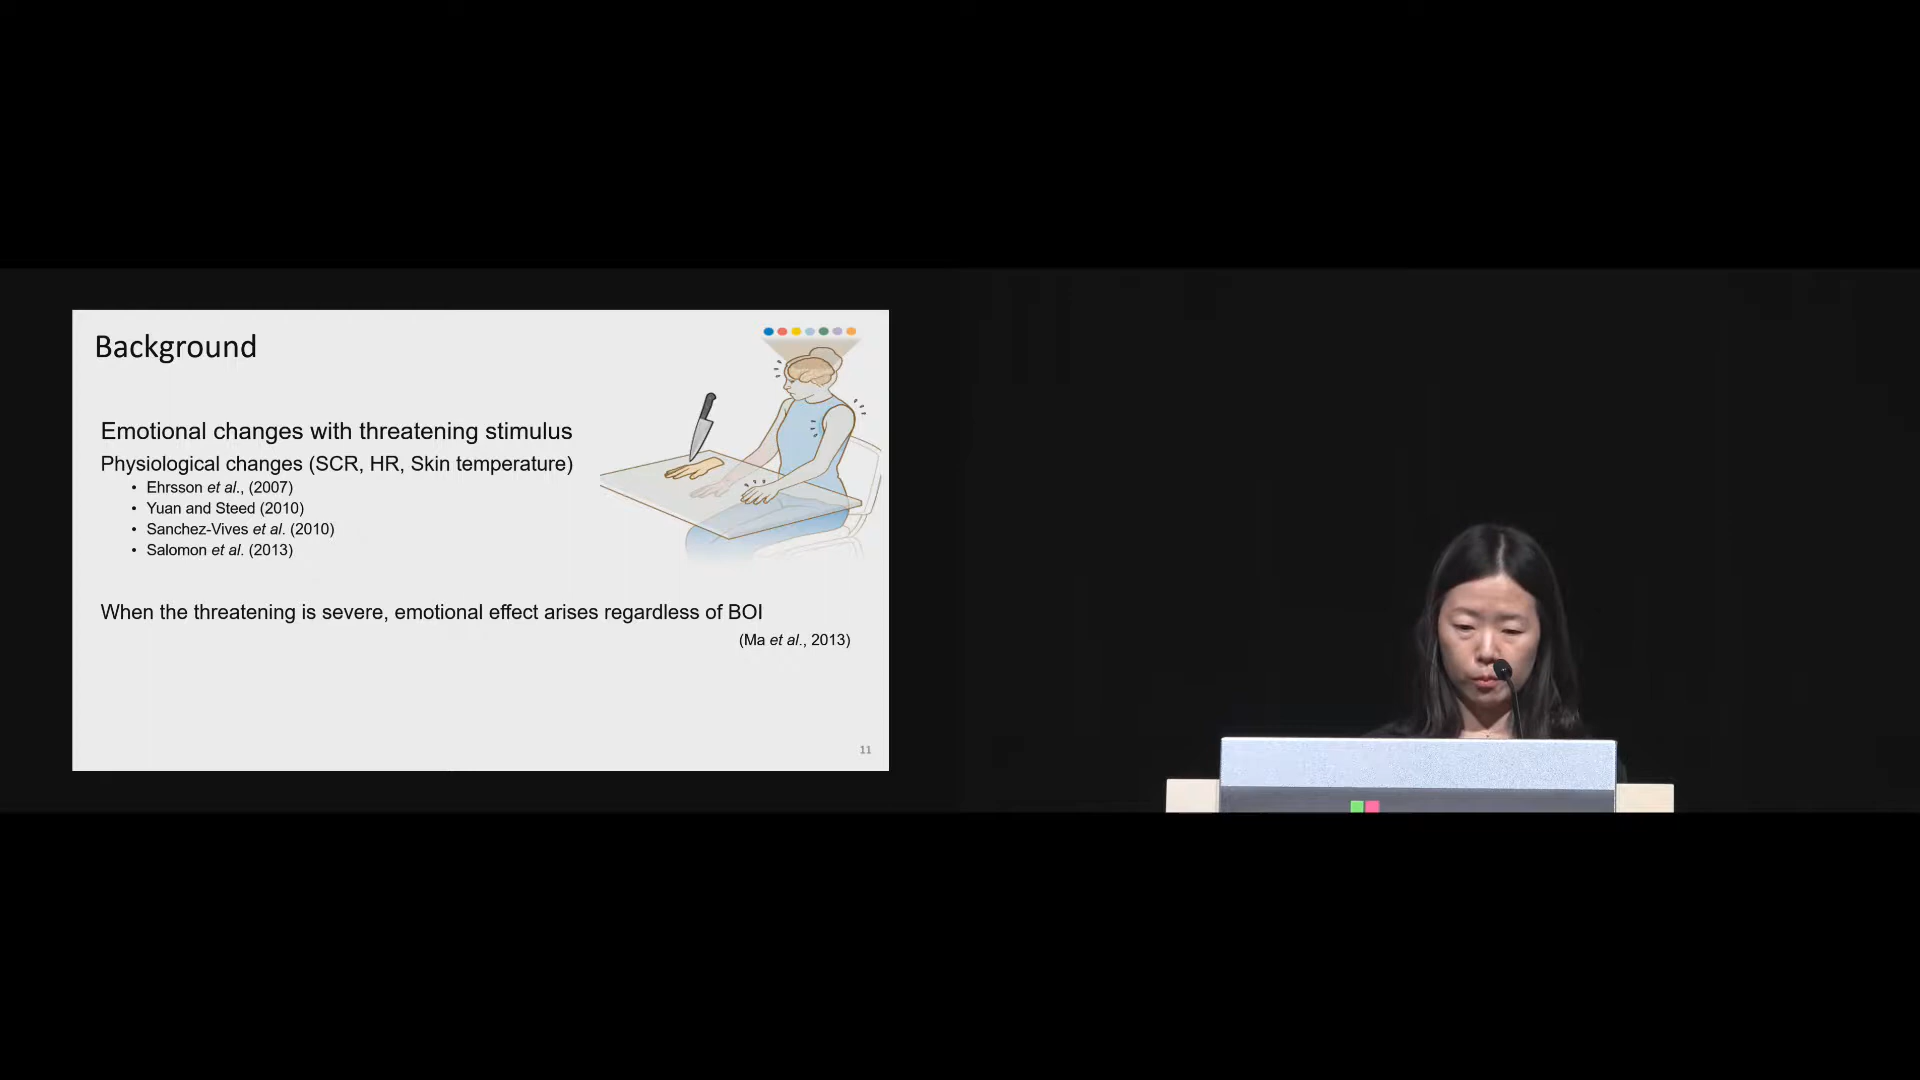 Background
Emotional changes with threatening stimulus
Physiological changes (SCR, HR, Skin temperature)
• Ehrsson et al., (2007)
• Yuan and Steed (2010)
• Sanchez-Vives et al. (2010)
• Salomon et al. (2013)
When the threatening is severe, emotional effect arises regardless of BOI
(Ma et al., 2013)
11